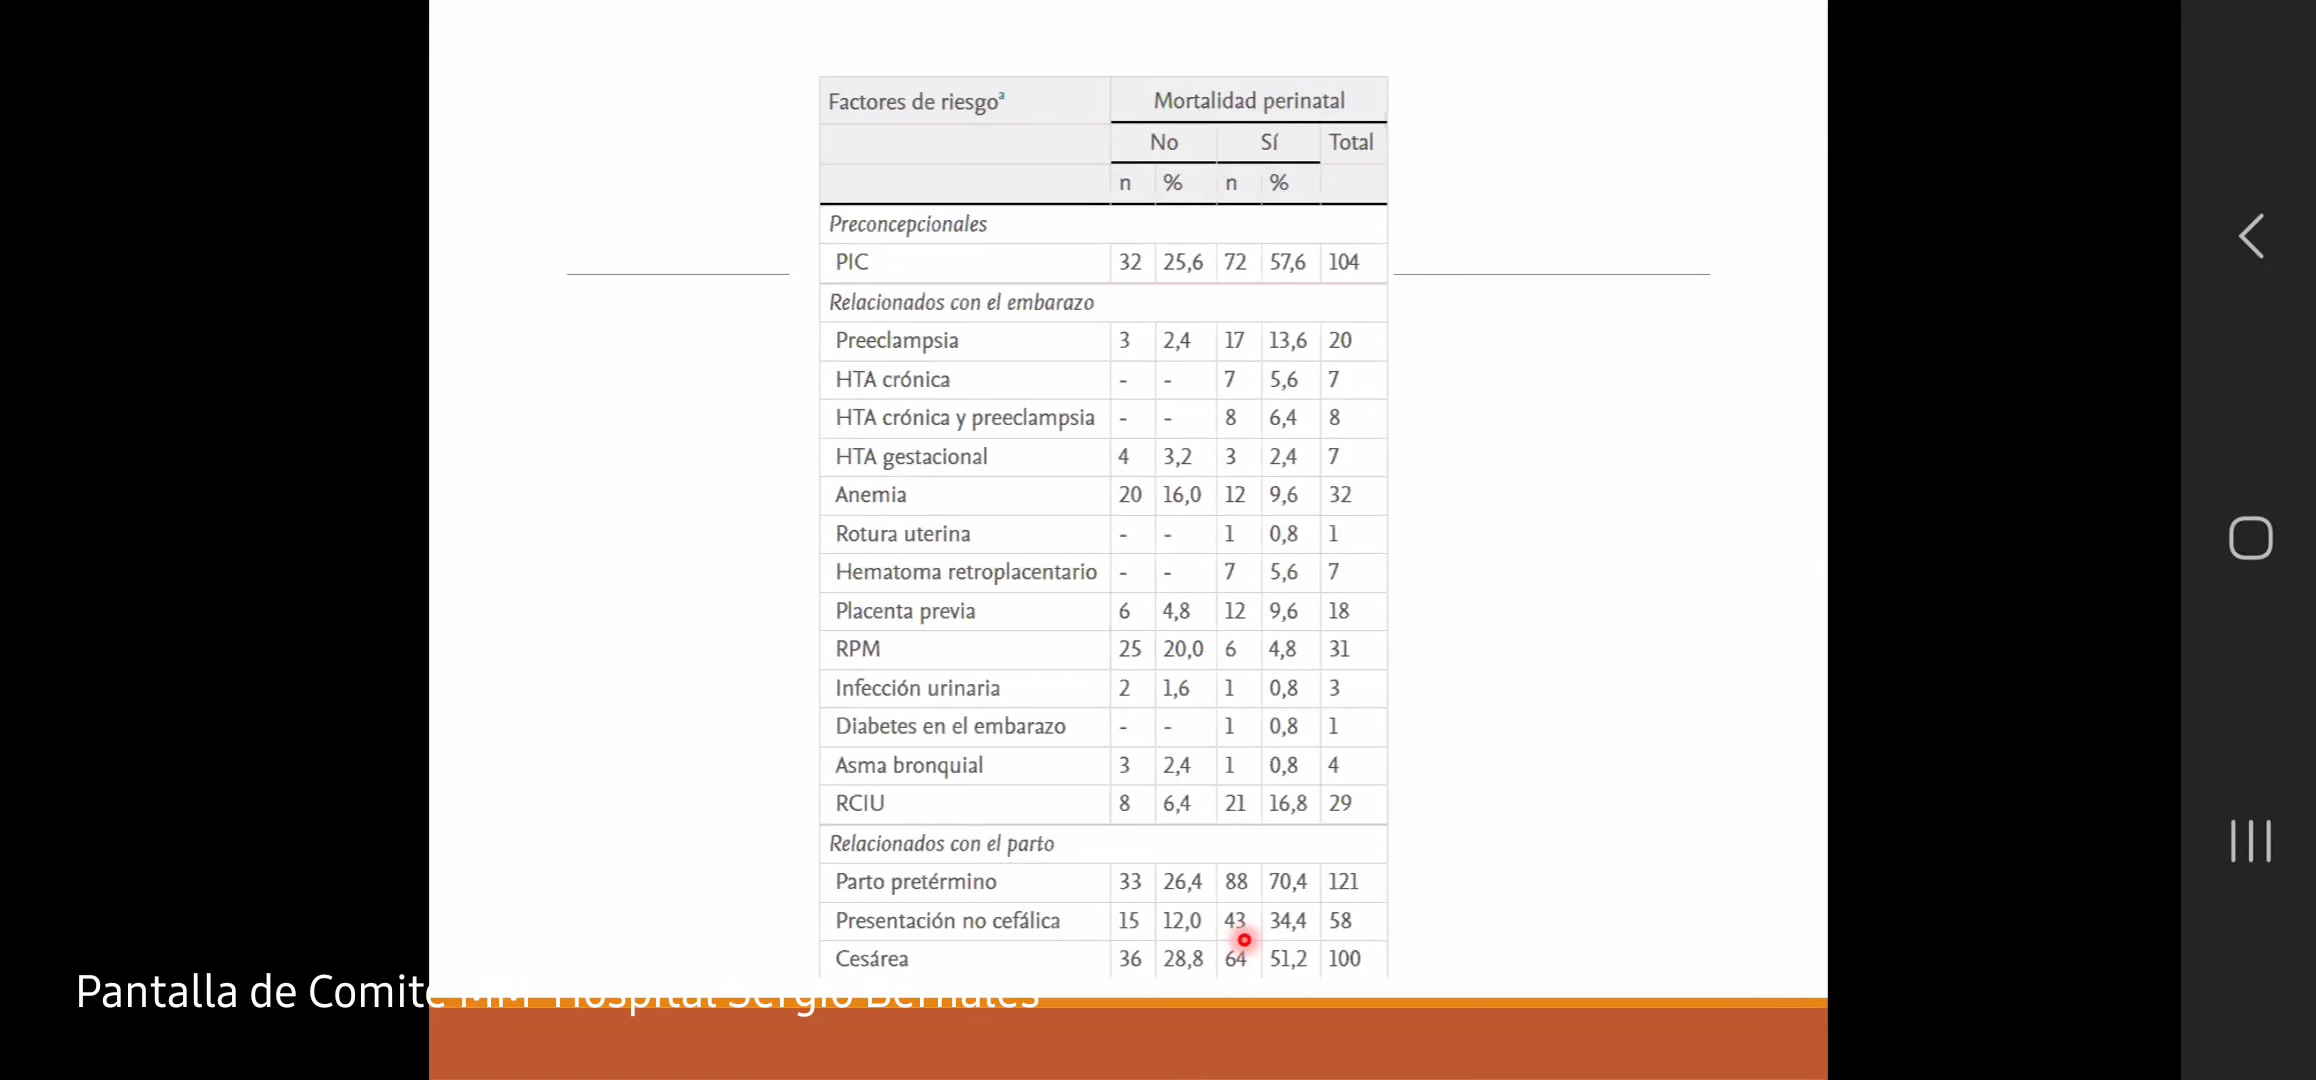 Factores de riesgoª Mortalidad perinatal
No Sí Total
n % n %
Preconcepcionales
PIC 32 25,6 72 57,6 104
Relacionados con el embarazo
Preeclampsia 3 2,4 17 13,6 20
HTA crónica - - 7 5,6 7
HTA crónica y preeclampsia - - 8 6,4 8
HTA gestacional 4 3,2 3 2,4 7
Anemia 20 16,0 12 9,6 32
Rotura uterina - - 1 0,8 1
Hematoma retroplacentario - - 7 5,6 7
Placenta previa 6 4,8 12 9,6 18
RPM 25 20,0 6 4,8 31
Infección urinaria 2 1,6 1 0,8 3
Diabetes en el embarazo - - 1 0,8 1
Asma bronquial 3 2,4 1 0,8 4
RCIU 8 6,4 21 16,8 29
Relacionados con el parto
Parto pretérmino 33 26,4 88 70,4 121
Presentación no cefálica 15 12,0 43 34,4 58
Cesárea 36 28,8 64 51,2 100
Pantalla de Comite MM Hospital Sergio Bernales